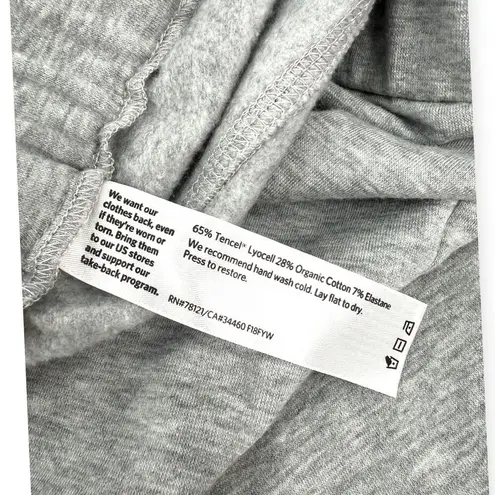 We want our
clothes back, even
if they're worn or
torn. Bring them
to our US stores
and support our
take-back program.
65% Tencel™ Lyocell 28% Organic Cotton 7% Elastane
We recommend hand wash cold. Lay flat to dry.
Press to restore.
RN#78121/CA#34460 F18FYW